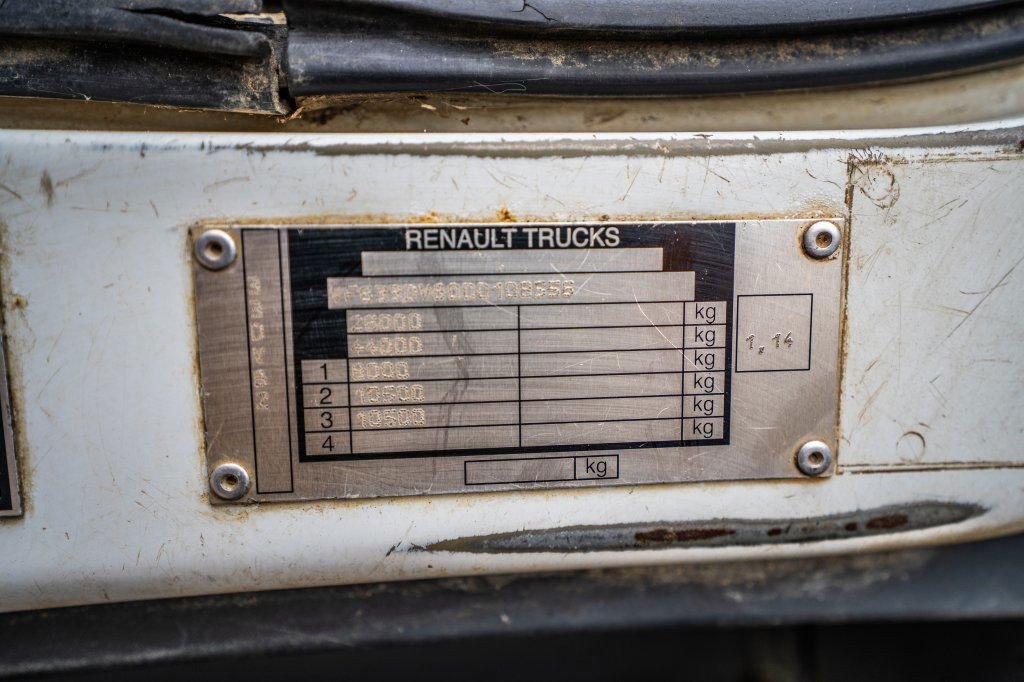 RENAULT TRUCKS
26000 kg
44000 kg
1 8000 kg
2 10500 kg
3 10500 kg
4 kg
kg
1,14